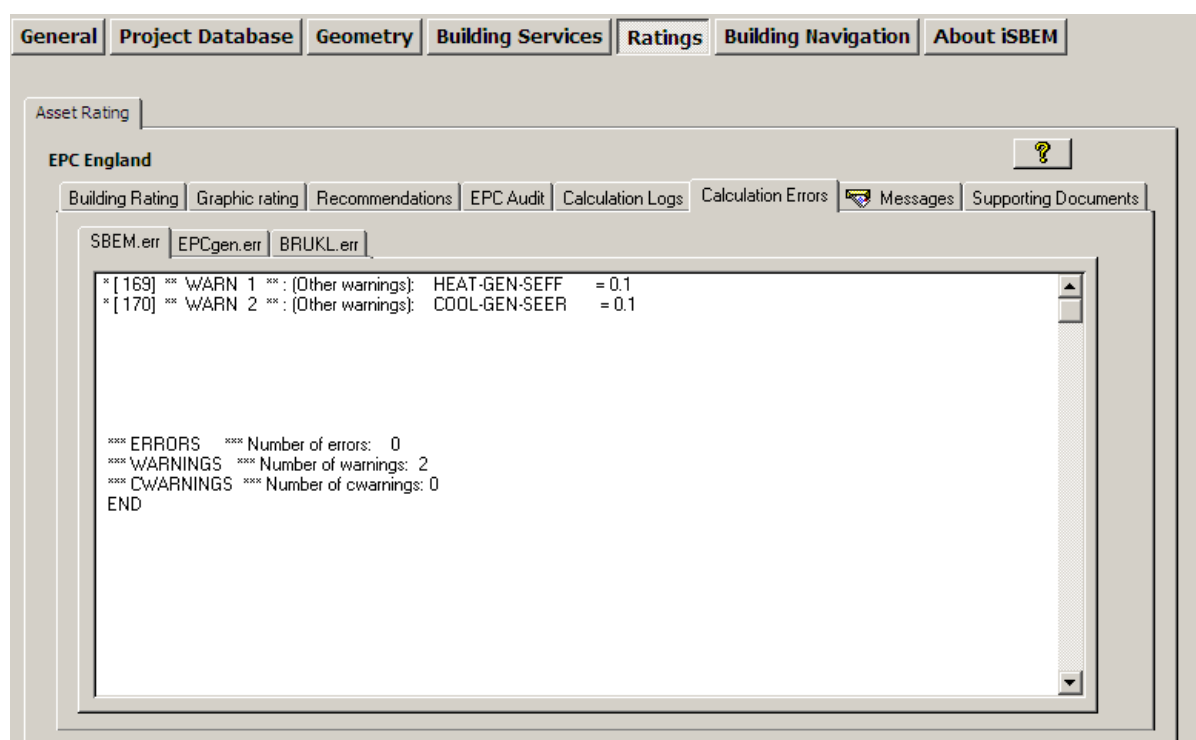 General Project Database Geometry Building Services Ratings Building Navigation About iSBEM
Asset Rating
EPC England
?
Building Rating Graphic rating Recommendations EPC Audit Calculation Logs Calculation Errors Messages Supporting Documents
SBEM.err EPCgen.err BRUKL.err
* [ 169] ** WARN 1 ** : (Other warnings): HEAT-GEN-SEFF = 0.1
* [ 170] ** WARN 2 ** : (Other warnings): COOL-GEN-SEER = 0.1
*** ERRORS *** Number of errors: 0
*** WARNINGS *** Number of warnings: 2
*** CWARNINGS *** Number of cwarnings: 0
END